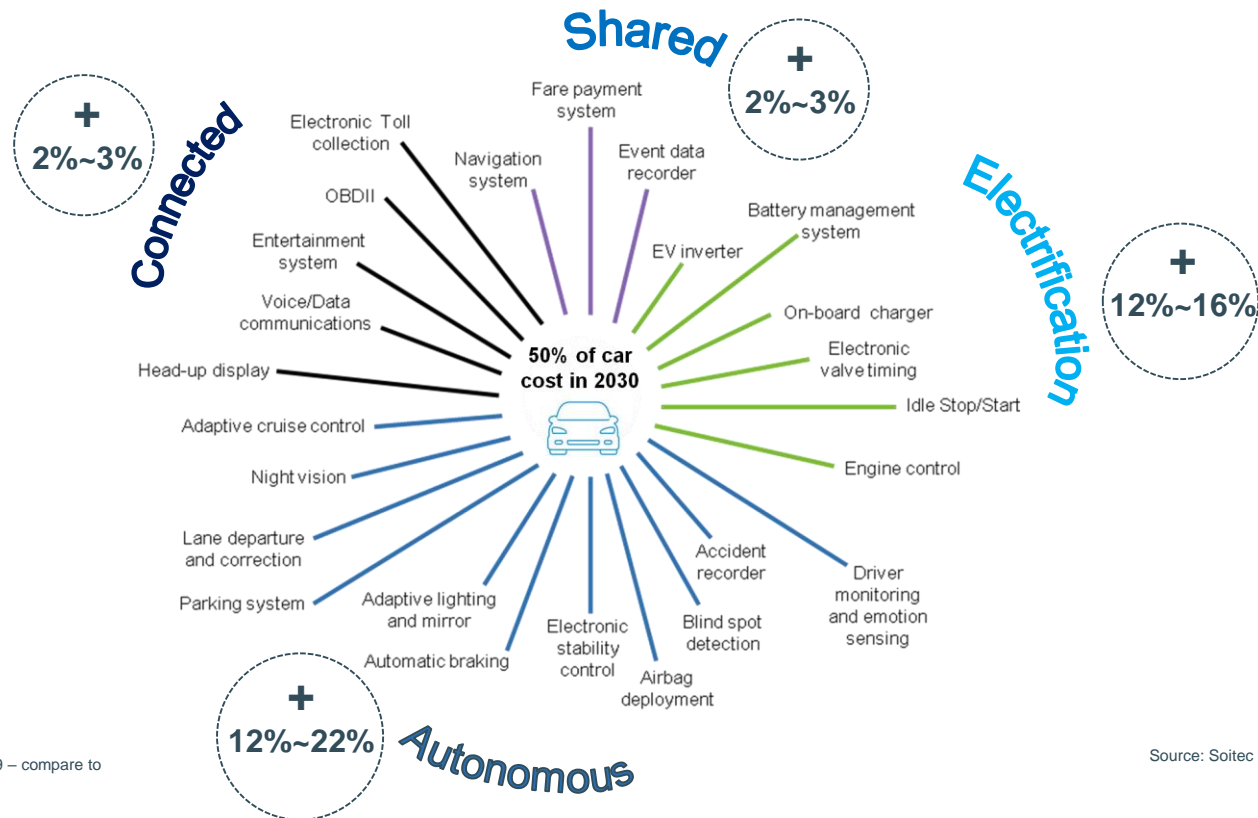 Shared
+
2%~3%
+
2%~3%
Connected
Electrification
+
12%~16%
Fare payment
system
Electronic Toll
collection
Navigation
system
Event data
recorder
OBDII
Battery management
system
Entertainment
system
EV inverter
Voice/Data
communications
On-board charger
Electronic
valve timing
50% of car
cost in 2030
Head-up display
Idle Stop/Start
Adaptive cruise control
Night vision
Engine control
Lane departure
and correction
Accident
recorder
Driver
monitoring
and emotion
sensing
Parking system
Adaptive lighting
and mirror
Blind spot
detection
Electronic
stability
control
Automatic braking
Airbag
deployment
+
12%~22%
Autonomous
9 – compare to
Source: Soitec